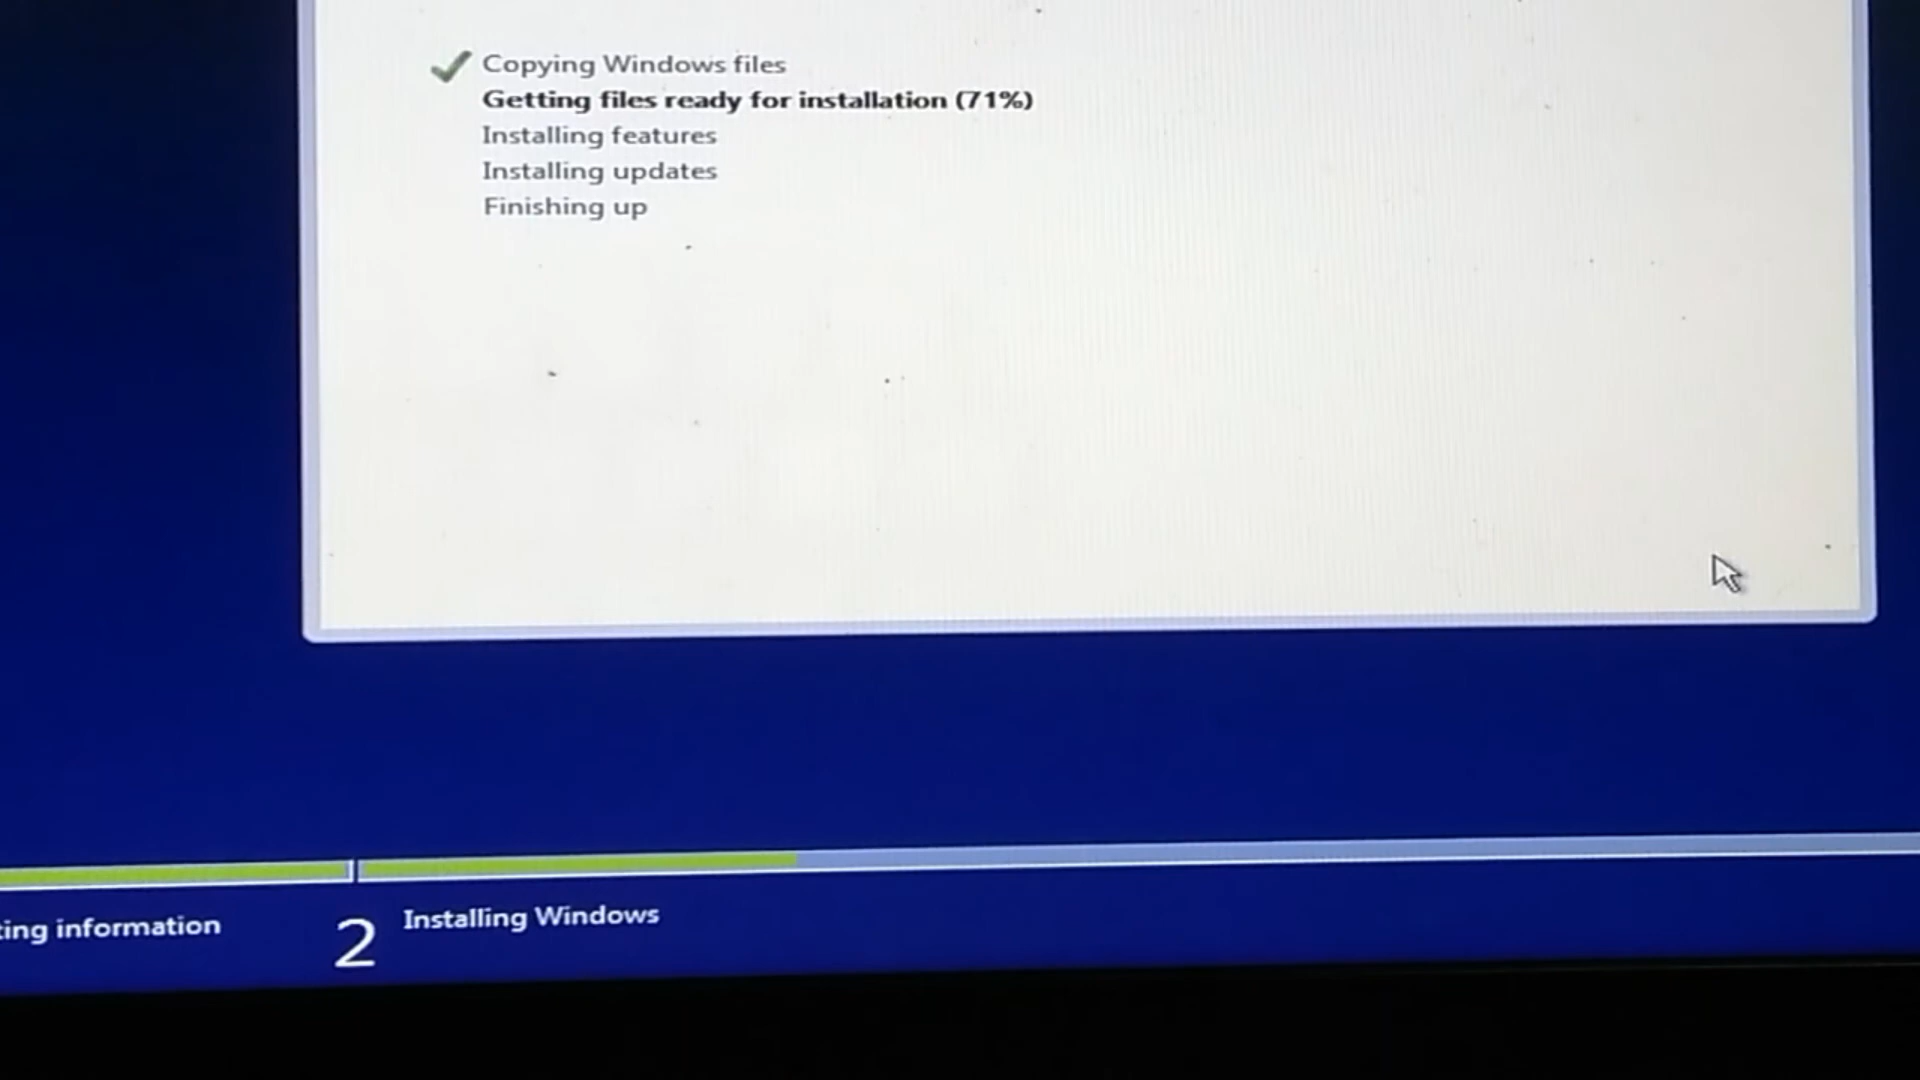 Copying Windows files
Getting files ready for installation (71%)
Installing features
Installing updates
Finishing up
ting information
2 Installing Windows